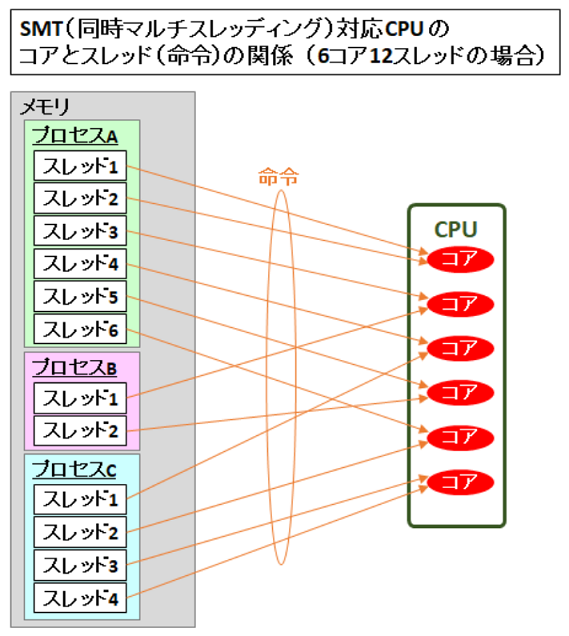 SMT(同時マルチスレッディング)対応CPUの
コアとスレッド(命令)の関係 (6コア12スレッドの場合)
メモリ
プロセスA
スレッド1
スレッド2
スレッド3
スレッド4
スレッド5
スレッド6
プロセスB
スレッド1
スレッド2
プロセスC
スレッド1
スレッド2
スレッド3
スレッド4
命令
CPU
コア
コア
コア
コア
コア
コア